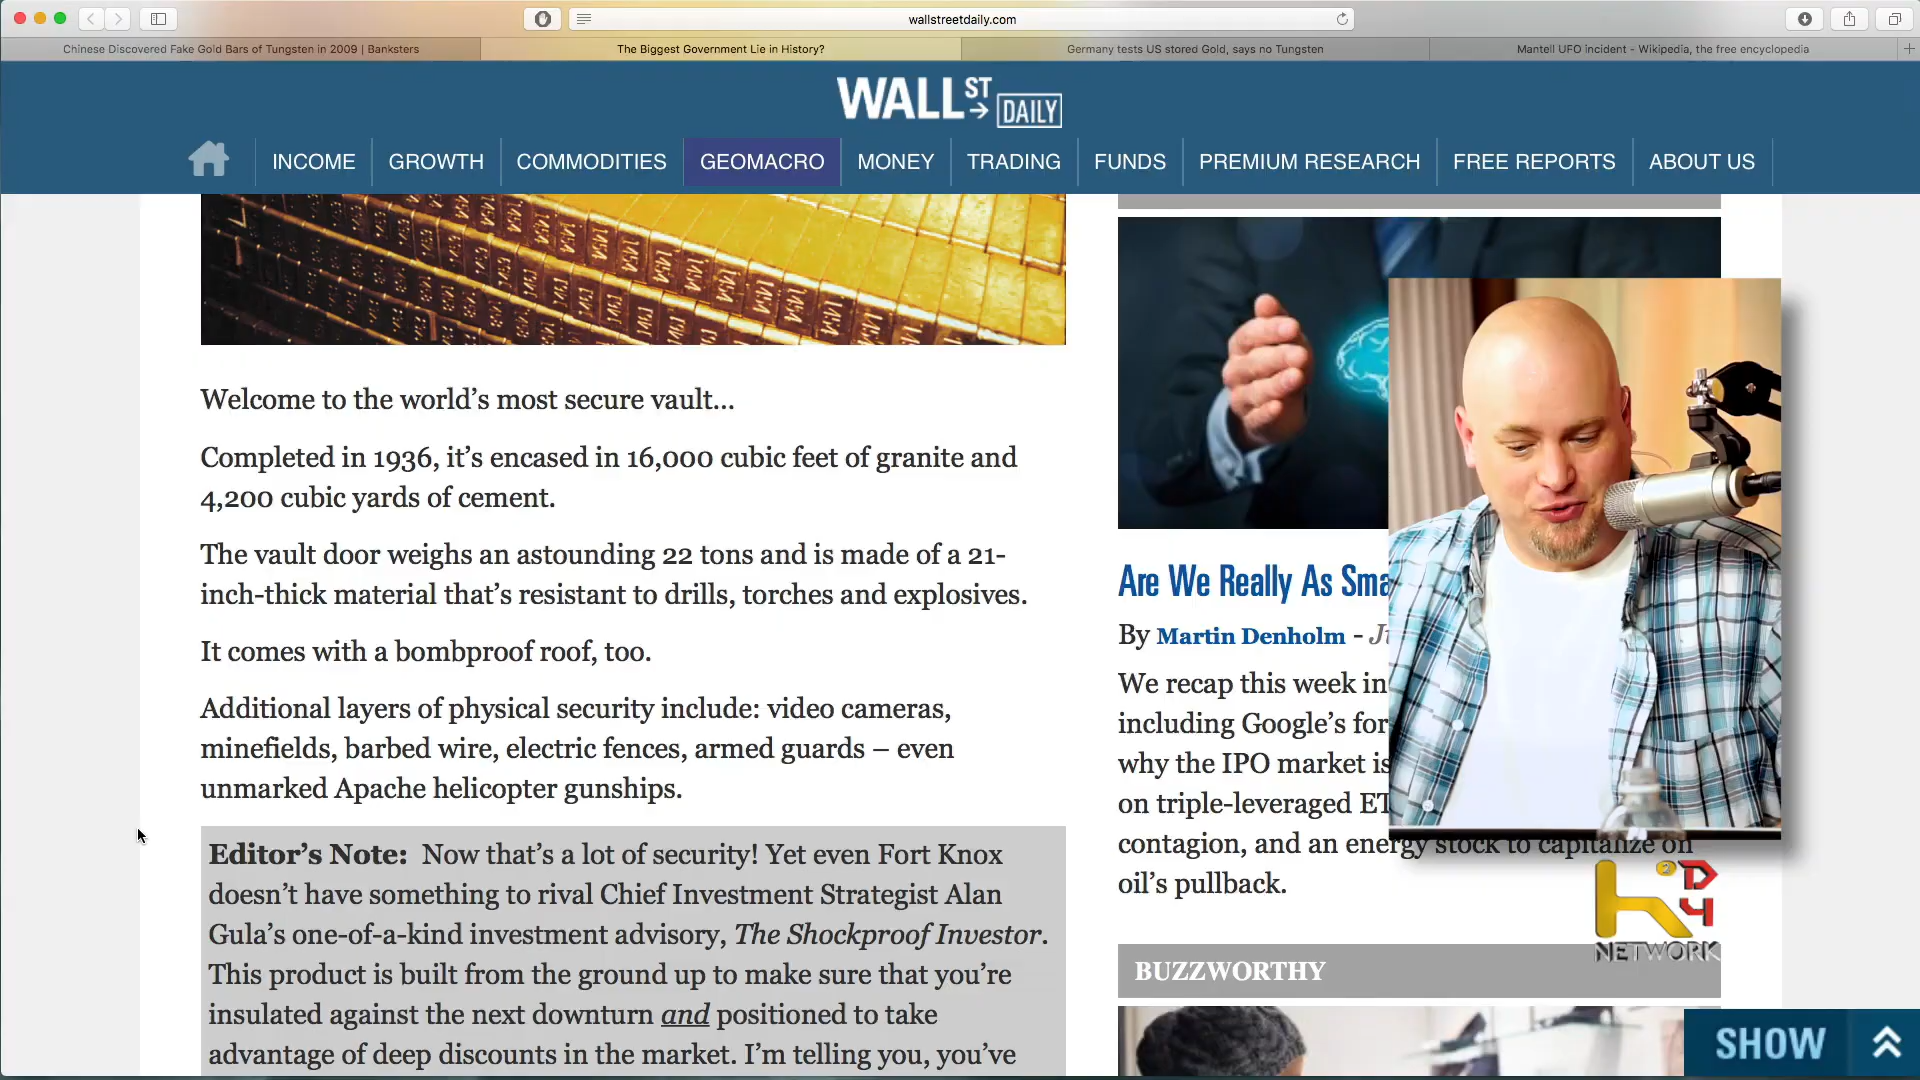 wallstreetdaily.com
Chinese Discovered Fake Gold Bars of Tungsten in 2009 | Banksters
The Biggest Government Lie in History?
Germany tests US stored Gold, says no Tungsten
Mantell UFO incident - Wikipedia, the free encyclopedia
WALL ST DAILY
INCOME
GROWTH
COMMODITIES
GEOMACRO
MONEY
TRADING
FUNDS
PREMIUM RESEARCH
FREE REPORTS
ABOUT US
Welcome to the world’s most secure vault...
Completed in 1936, it’s encased in 16,000 cubic feet of granite and
4,200 cubic yards of cement.
The vault door weighs an astounding 22 tons and is made of a 21-
inch-thick material that’s resistant to drills, torches and explosives.
It comes with a bombproof roof, too.
Additional layers of physical security include: video cameras,
minefields, barbed wire, electric fences, armed guards – even
unmarked Apache helicopter gunships.
Editor’s Note: Now that’s a lot of security! Yet even Fort Knox
doesn’t have something to rival Chief Investment Strategist Alan
Gula’s one-of-a-kind investment advisory, The Shockproof Investor.
This product is built from the ground up to make sure that you’re
insulated against the next downturn and positioned to take
advantage of deep discounts in the market. I’m telling you, you’ve
Are We Really As
By Martin Denholm -
We recap this week in
including Google’s
why the IPO market is
on triple-leveraged
contagion, and an energy stock to capitalize on
oil’s pullback.
NETWORK
BUZZWORTHY
SHOW